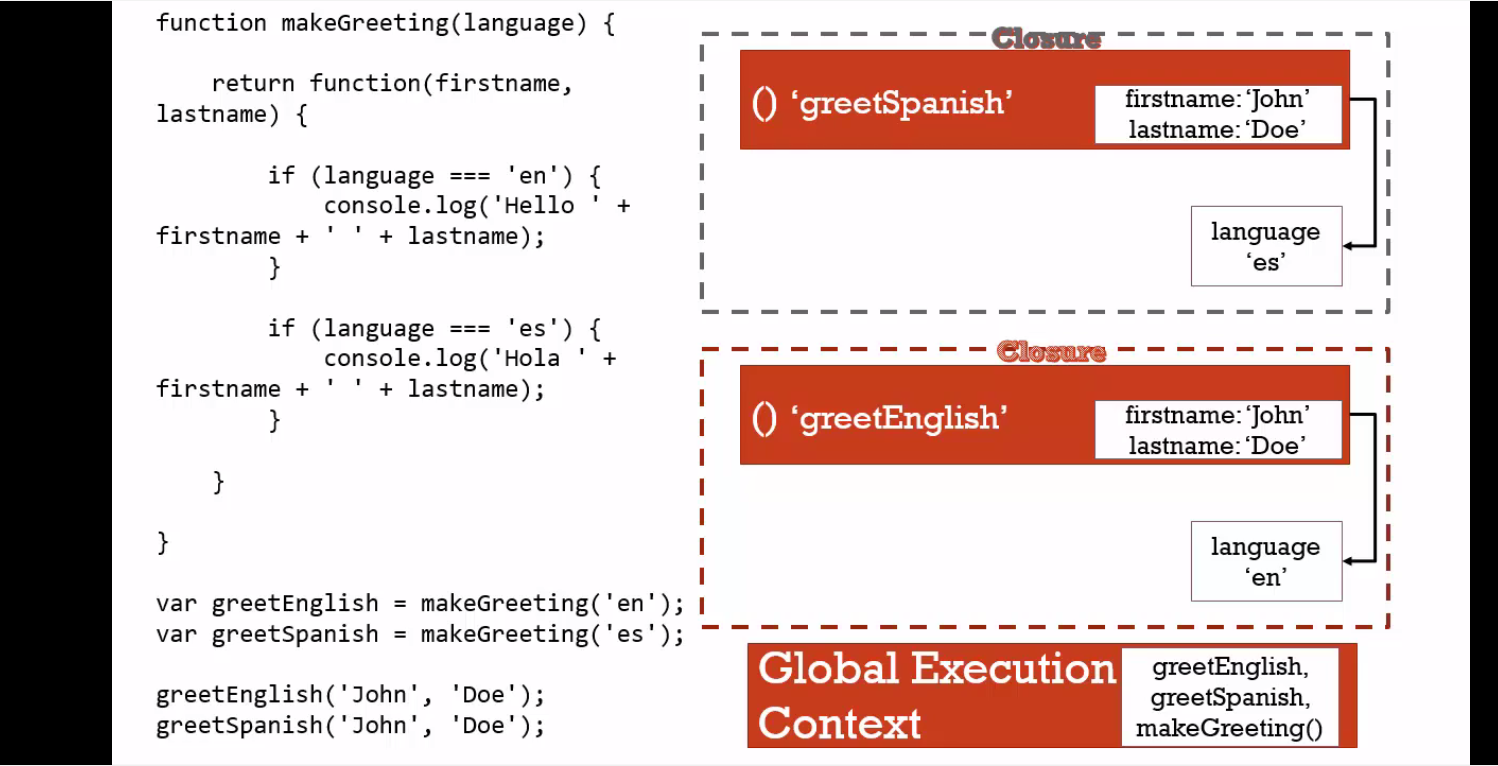 function makeGreeting(language) {
return function(firstname,
lastname) {
if (language === 'en') {
console.log('Hello ' +
firstname + ' ' + lastname);
}
if (language === 'es') {
console.log('Hola ' +
firstname + ' ' + lastname);
}
}
}
var greetEnglish = makeGreeting('en');
var greetSpanish = makeGreeting('es');
greetEnglish('John', 'Doe');
greetSpanish('John', 'Doe');
Closure
() ‘greetSpanish’
firstname: ‘John’
lastname: ‘Doe’
language
‘es’
Closure
() ‘greetEnglish’
firstname: ‘John’
lastname: ‘Doe’
language
‘en’
Global Execution
Context
greetEnglish,
greetSpanish,
makeGreeting()